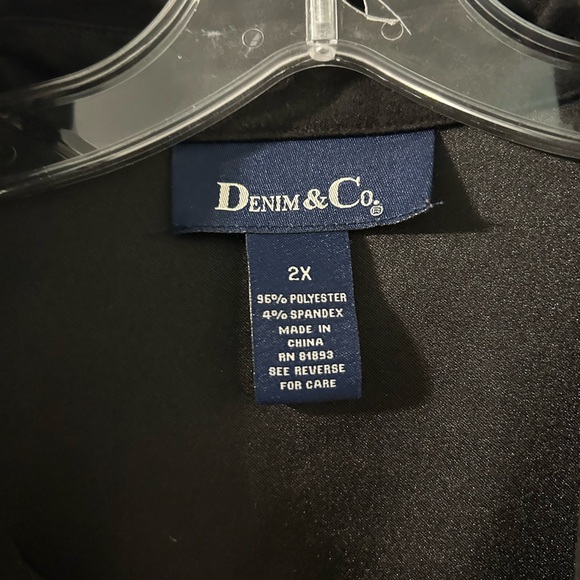 DENIM & CO.®
2X
96% POLYESTER
4% SPANDEX
MADE IN
CHINA
RN 81893
SEE REVERSE
FOR CARE